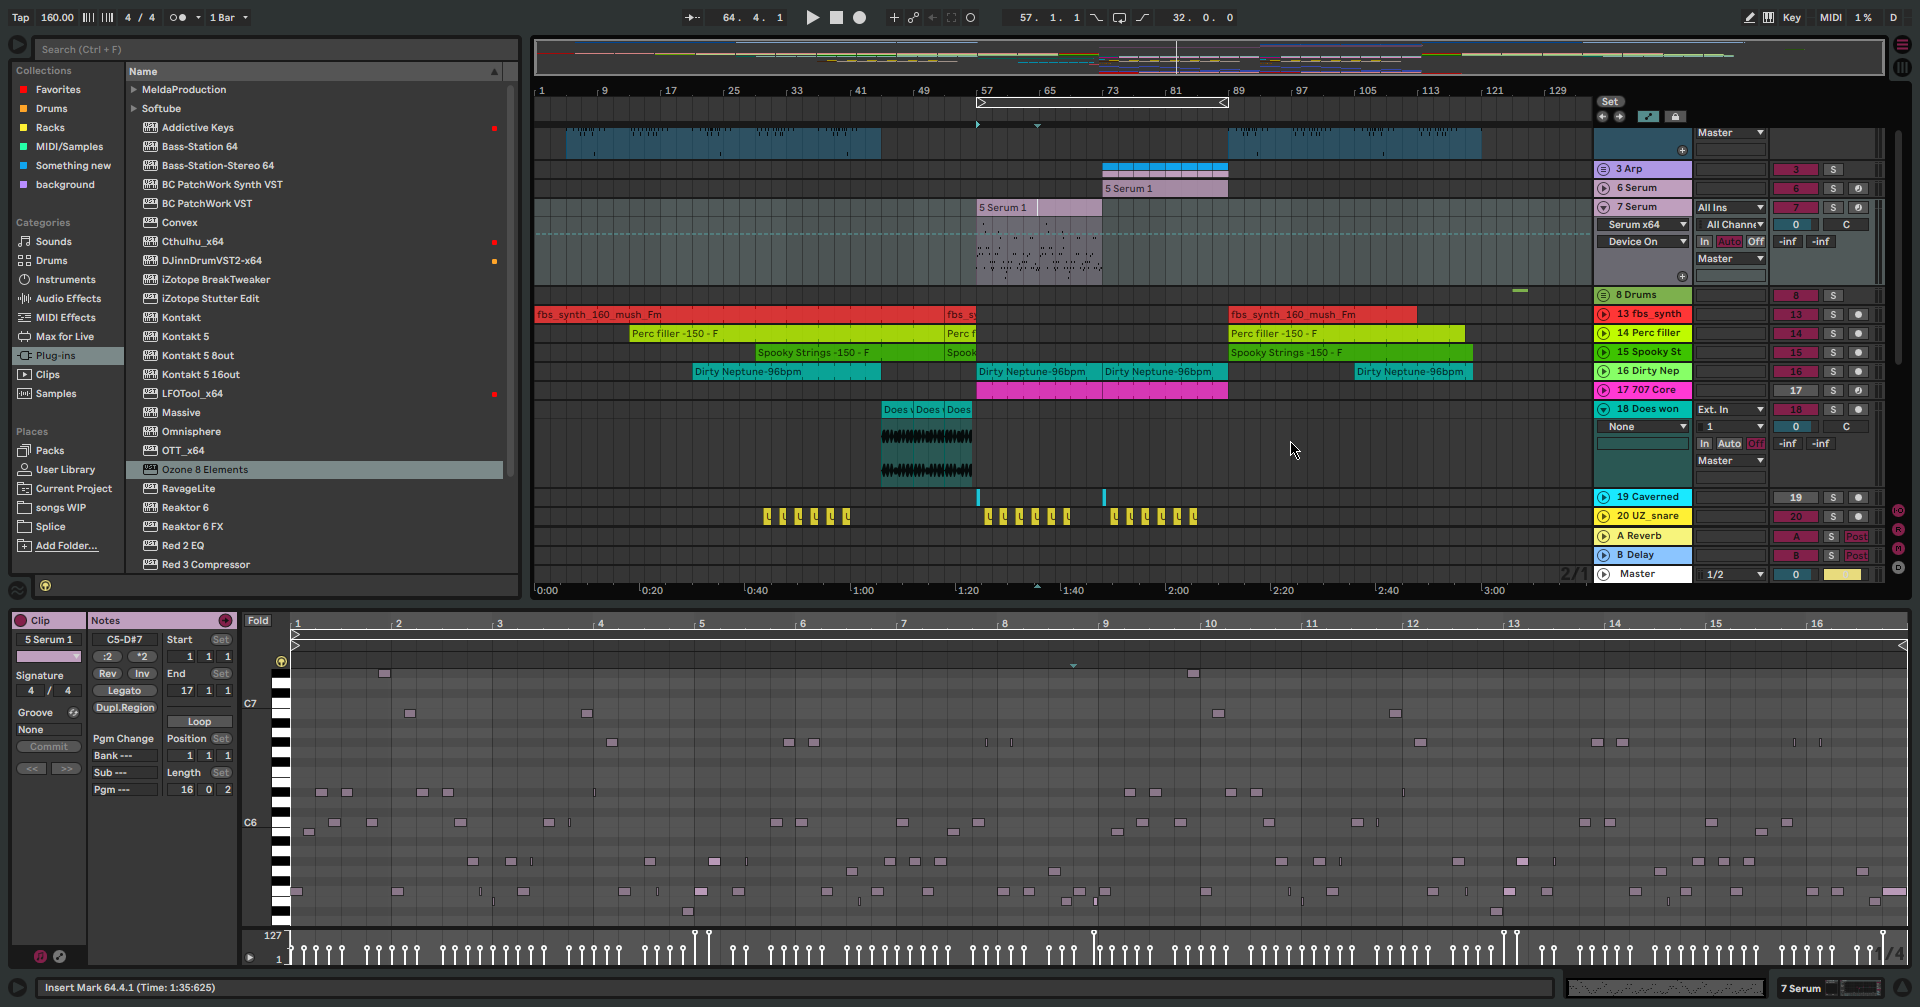 Tap 160.00 4 / 4 1 Bar 64. 4. 1 57. 1. 1 32. 0. 0 Key MIDI 1 % D
Search (Ctrl + F)
Collections
Favorites
Drums
Racks
MIDI/Samples
Something new
background
Categories
Sounds
Drums
Instruments
Audio Effects
MIDI Effects
Max for Live
Plug-ins
Clips
Samples
Places
Packs
User Library
Current Project
songs WIP
Splice
Add Folder...
Name
MeldaProduction
Softube
Addictive Keys
Bass-Station 64
Bass-Station-Stereo 64
BC PatchWork Synth VST
BC PatchWork VST
Convex
Cthulhu_x64
DJinnDrumVST2-x64
iZotope BreakTweaker
iZotope Stutter Edit
Kontakt
Kontakt 5
Kontakt 5 8out
Kontakt 5 16out
LFOTool_x64
Massive
Omnisphere
OTT_x64
Ozone 8 Elements
RavageLite
Reaktor 6
Reaktor 6 FX
Red 2 EQ
Red 3 Compressor
1 9 17 25 33 41 49 57 65 73 81 89 97 105 113 121 129
Set
Master
3 Arp 3 S
5 Serum 1 6 Serum 6 S
5 Serum 1 7 Serum All Ins 7 S
Serum x64 All Channe 0 C
Device On In Auto Off -inf -inf
Master
8 Drums 8 S
fbs_synth_160_mush_Fm fbs_sy fbs_synth_160_mush_Fm 13 fbs_synth 13 S
Perc filler -150 - F Perc f Perc filler -150 - F 14 Perc filler 14 S
Spooky Strings -150 - F Spook Spooky Strings -150 - F 15 Spooky St 15 S
Dirty Neptune-96bpm Dirty Neptune-96bpm Dirty Neptune-96bpm Dirty Neptune-96bpm 16 Dirty Nep 16 S
17 707 Core 17 S
Does v Does v Does 18 Does won Ext. In 18 S
None 1 0 C
In Auto Off -inf -inf
Master
19 Caverned 19 S
U U U U U U U U U U U U U U U U U U 20 UZ_snare 20 S
A Reverb A S Post
B Delay B S Post
2/1 Master 1/2 0
0:00 0:20 0:40 1:00 1:20 1:40 2:00 2:20 2:40 3:00
IO
R
M
D
Clip
5 Serum 1
Signature
4 / 4
Groove
None
Commit
<< >>
Notes
C5-D#7
:2 *2
Rev Inv
Legato
Dupl.Region
Pgm Change
Bank ---
Sub ---
Pgm ---
Start Set
1 1 1
End Set
17 1 1
Loop
Position Set
1 1 1
Length Set
16 0 2
Fold 1 2 3 4 5 6 7 8 9 10 11 12 13 14 15 16
C7
C6
127
1
1/4
Insert Mark 64.4.1 (Time: 1:35:625) 7 Serum